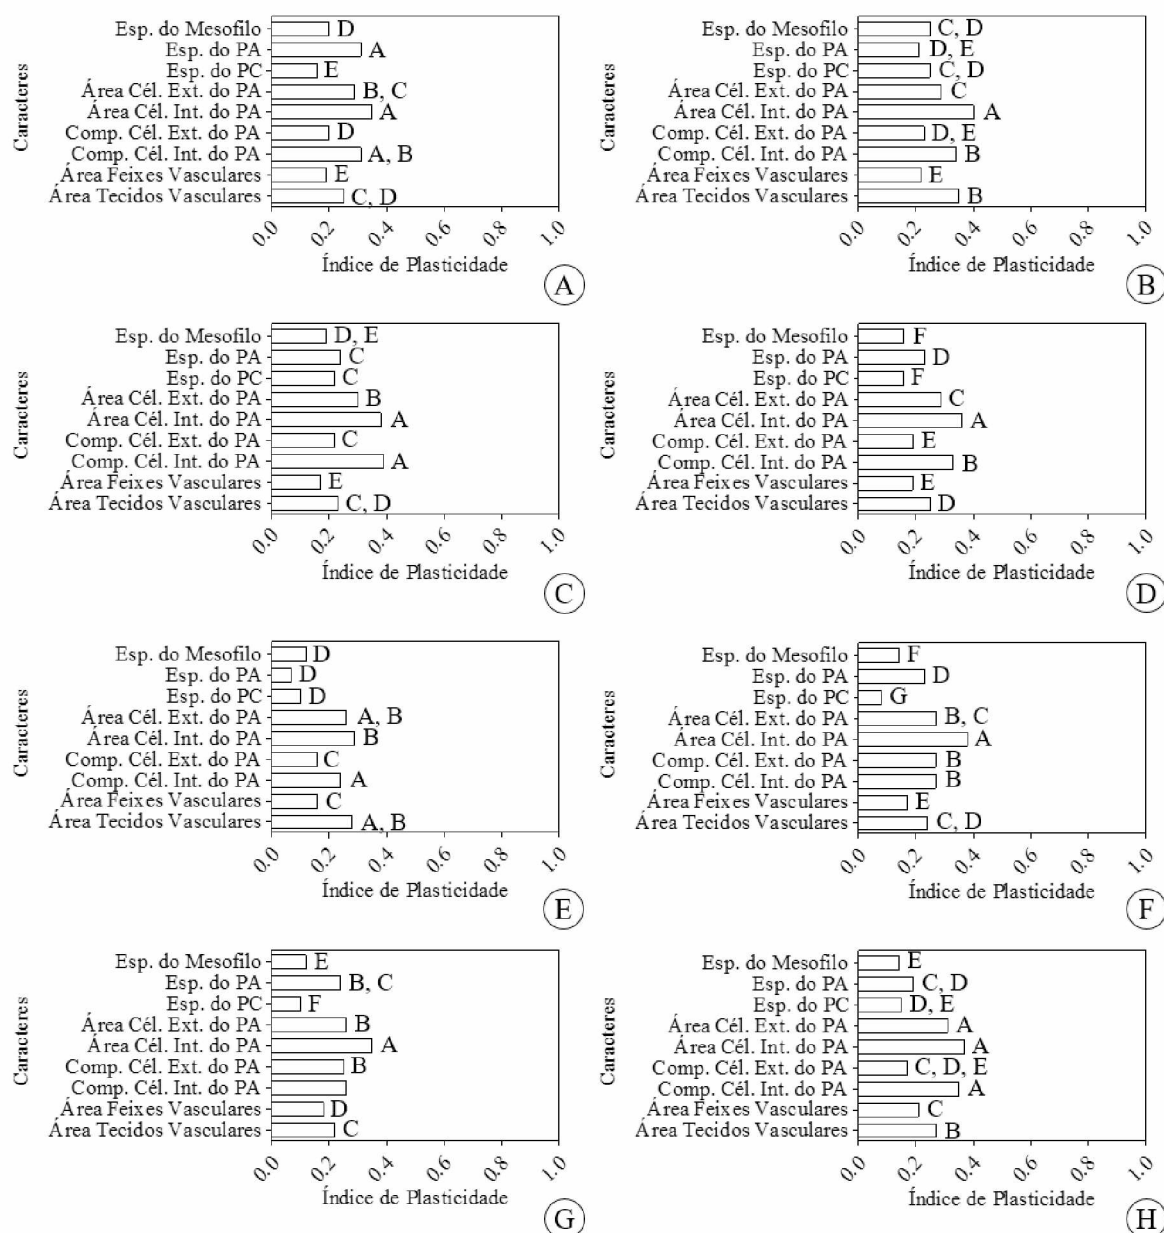 Caracteres
Esp. do Mesofilo D
Esp. do PA A
Esp. do PC E
Área Cél. Ext. do PA B, C
Área Cél. Int. do PA A
Comp. Cél. Ext. do PA D
Comp. Cél. Int. do PA A, B
Área Feixes Vasculares E
Área Tecidos Vasculares C, D
0.0 0.2 0.4 0.6 0.8 1.0
Índice de Plasticidade
A
Caracteres
Esp. do Mesofilo C, D
Esp. do PA D, E
Esp. do PC C, D
Área Cél. Ext. do PA C
Área Cél. Int. do PA A
Comp. Cél. Ext. do PA D, E
Comp. Cél. Int. do PA B
Área Feixes Vasculares E
Área Tecidos Vasculares B
0.0 0.2 0.4 0.6 0.8 1.0
Índice de Plasticidade
B
Caracteres
Esp. do Mesofilo D, E
Esp. do PA C
Esp. do PC C
Área Cél. Ext. do PA B
Área Cél. Int. do PA A
Comp. Cél. Ext. do PA C
Comp. Cél. Int. do PA A
Área Feixes Vasculares E
Área Tecidos Vasculares C, D
0.0 0.2 0.4 0.6 0.8 1.0
Índice de Plasticidade
C
Caracteres
Esp. do Mesofilo F
Esp. do PA D
Esp. do PC F
Área Cél. Ext. do PA C
Área Cél. Int. do PA A
Comp. Cél. Ext. do PA E
Comp. Cél. Int. do PA B
Área Feixes Vasculares E
Área Tecidos Vasculares D
0.0 0.2 0.4 0.6 0.8 1.0
Índice de Plasticidade
D
Caracteres
Esp. do Mesofilo D
Esp. do PA D
Esp. do PC D
Área Cél. Ext. do PA A, B
Área Cél. Int. do PA B
Comp. Cél. Ext. do PA C
Comp. Cél. Int. do PA A
Área Feixes Vasculares C
Área Tecidos Vasculares A, B
0.0 0.2 0.4 0.6 0.8 1.0
Índice de Plasticidade
E
Caracteres
Esp. do Mesofilo F
Esp. do PA D
Esp. do PC G
Área Cél. Ext. do PA B, C
Área Cél. Int. do PA A
Comp. Cél. Ext. do PA B
Comp. Cél. Int. do PA B
Área Feixes Vasculares E
Área Tecidos Vasculares C, D
0.0 0.2 0.4 0.6 0.8 1.0
Índice de Plasticidade
F
Caracteres
Esp. do Mesofilo E
Esp. do PA B, C
Esp. do PC F
Área Cél. Ext. do PA B
Área Cél. Int. do PA A
Comp. Cél. Ext. do PA B
Comp. Cél. Int. do PA
Área Feixes Vasculares D
Área Tecidos Vasculares C
0.0 0.2 0.4 0.6 0.8 1.0
Índice de Plasticidade
G
Caracteres
Esp. do Mesofilo E
Esp. do PA C, D
Esp. do PC D, E
Área Cél. Ext. do PA A
Área Cél. Int. do PA A
Comp. Cél. Ext. do PA C, D, E
Comp. Cél. Int. do PA A
Área Feixes Vasculares C
Área Tecidos Vasculares B
0.0 0.2 0.4 0.6 0.8 1.0
Índice de Plasticidade
H